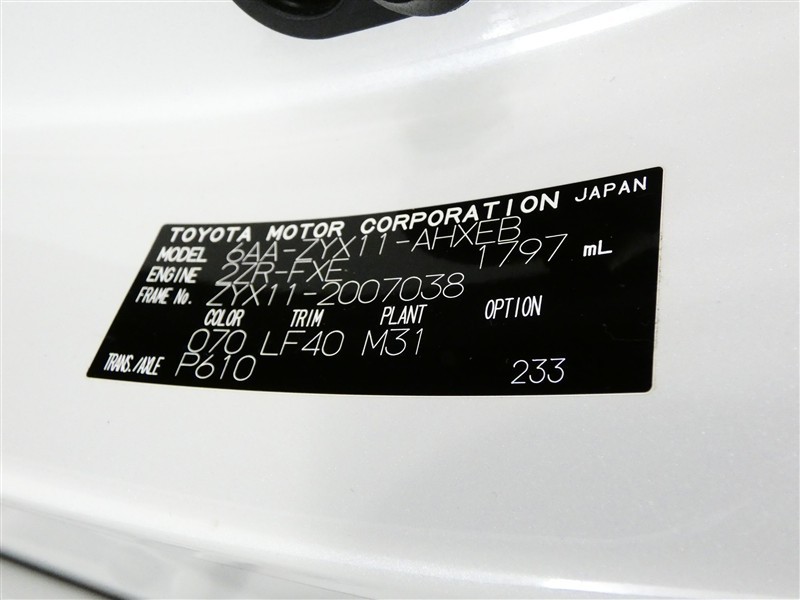 TOYOTA MOTOR CORPORATION JAPAN
MODEL 6AA-ZYX11-AHXEB
ENGINE 2ZR-FXE 1797 mL
FRAME No. ZYX11-2007038
COLOR TRIM PLANT OPTION
070 LF40 M31
TRANS./AXLE P610 233